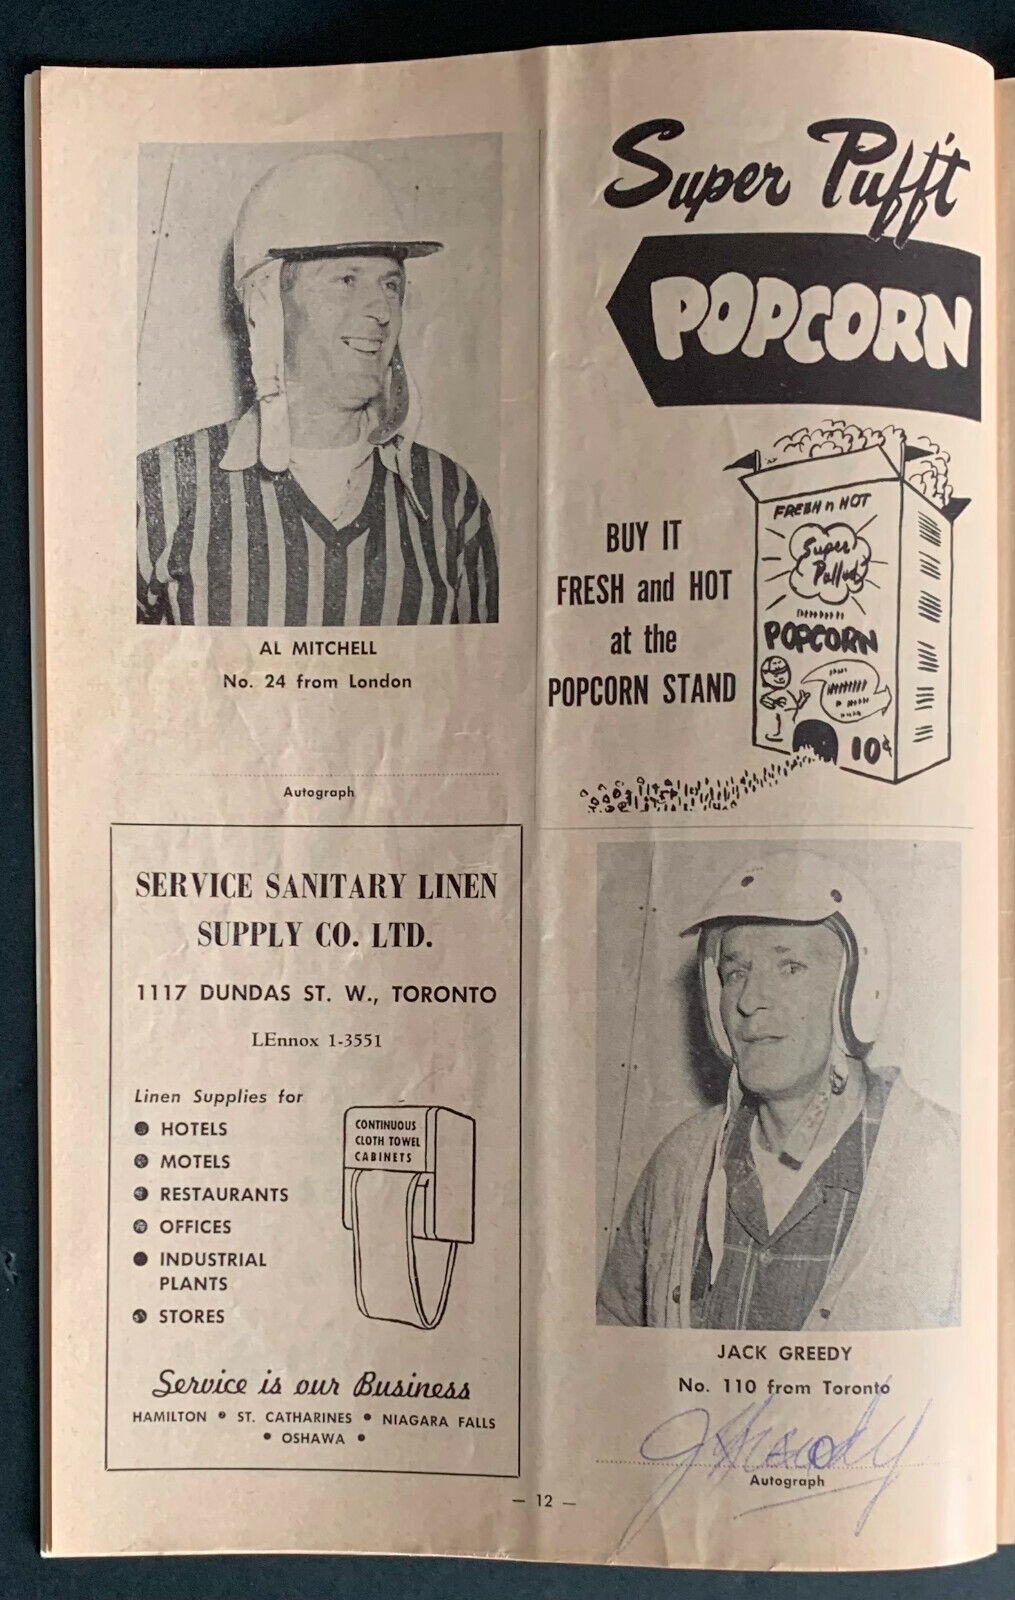 AL MITCHELL
No. 24 from London
Autograph
SERVICE SANITARY LINEN
SUPPLY CO. LTD.
1117 DUNDAS ST. W., TORONTO
LEnnox 1-3551
Linen Supplies for
● HOTELS
● MOTELS
● RESTAURANTS
● OFFICES
● INDUSTRIAL
PLANTS
● STORES
CONTINUOUS
CLOTH TOWEL
CABINETS
Service is our Business
HAMILTON • ST. CATHARINES • NIAGARA FALLS
• OSHAWA •
Super Puff't
POPCORN
BUY IT
FRESH and HOT
at the
POPCORN STAND
FRESH n HOT
Super
POPCORN
10¢
JACK GREEDY
No. 110 from Toronto
Autograph
— 12 —